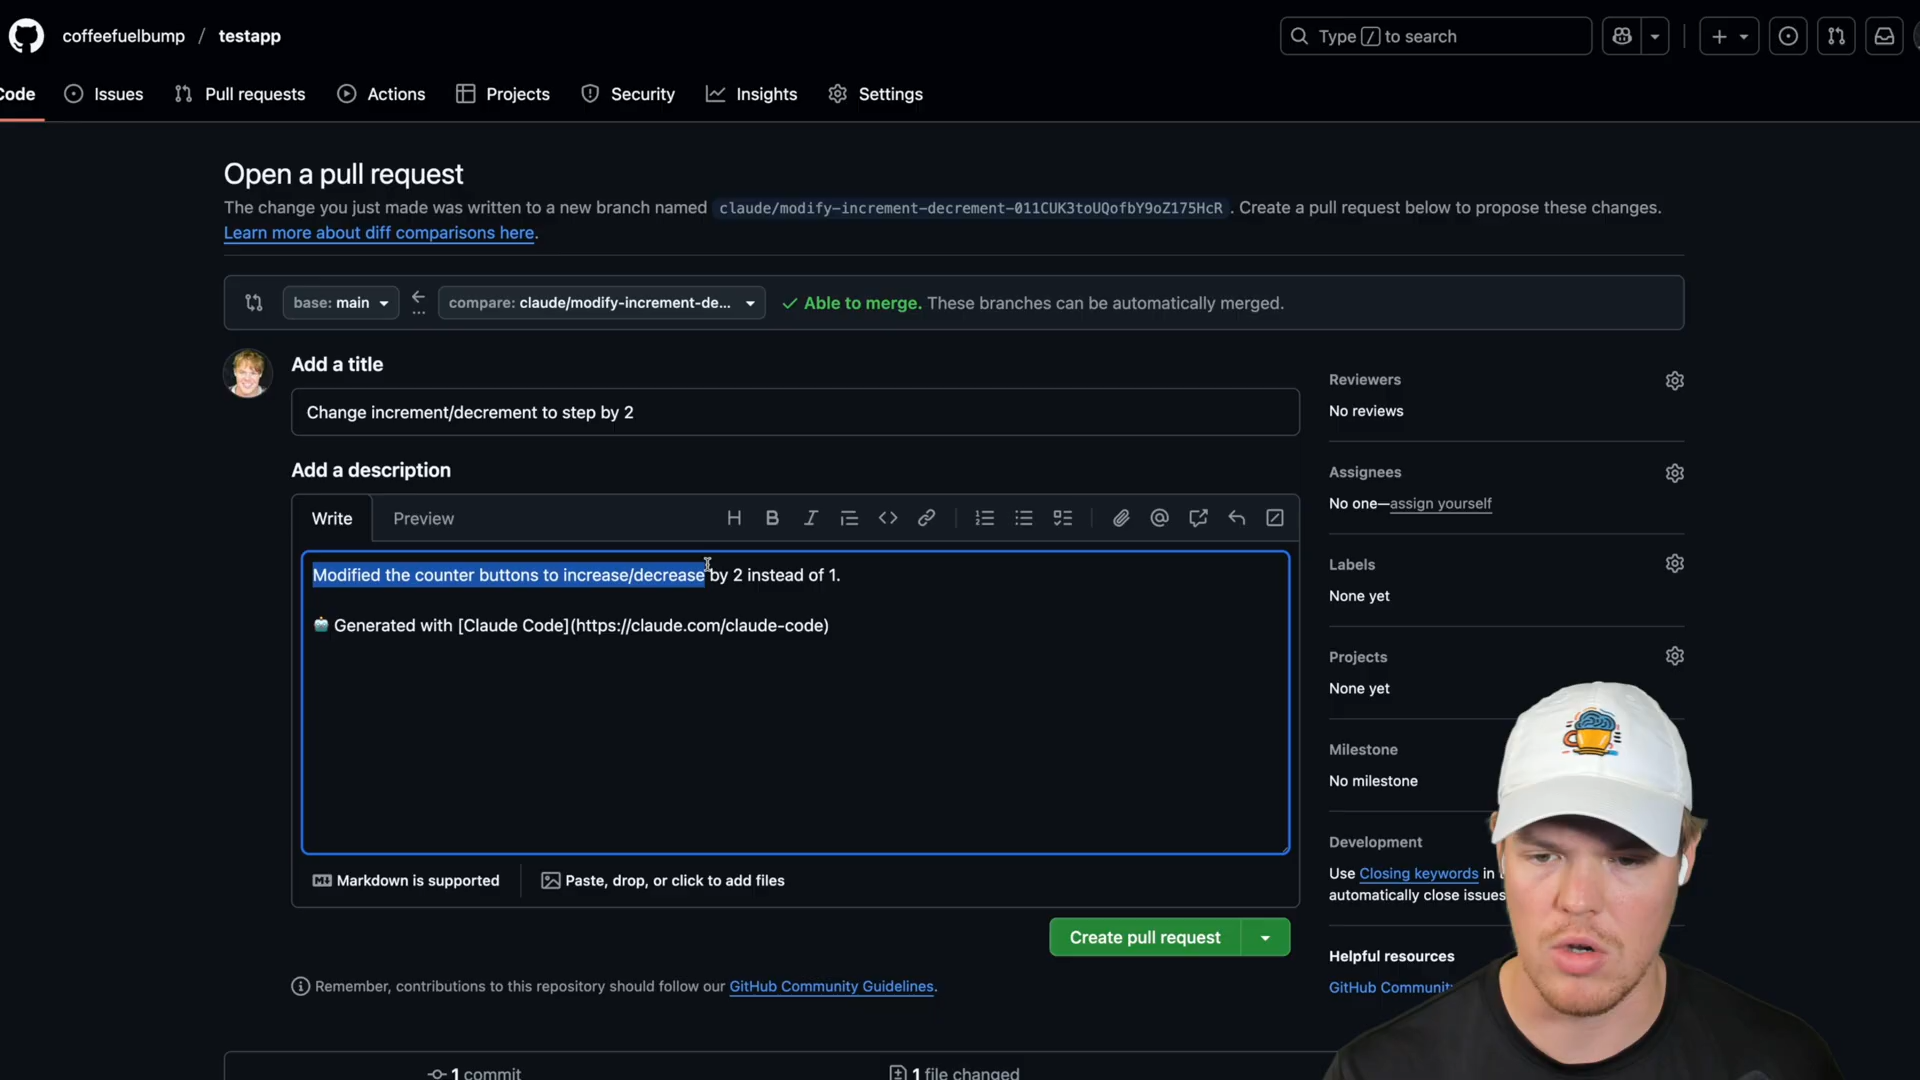 coffeefuelbump / testapp
Type / to search
Code
Issues
Pull requests
Actions
Projects
Security
Insights
Settings
Open a pull request
The change you just made was written to a new branch named claude/modify-increment-decrement-011CUK3toUQofbY9oZ175HcR . Create a pull request below to propose these changes.
Learn more about diff comparisons here.
base: main
...
compare: claude/modify-increment-de...
Able to merge. These branches can be automatically merged.
Add a title
Change increment/decrement to step by 2
Add a description
Write
Preview
Modified the counter buttons to increase/decrease by 2 instead of 1.
🤖 Generated with [Claude Code](https://claude.com/claude-code)
Markdown is supported
Paste, drop, or click to add files
Create pull request
Remember, contributions to this repository should follow our GitHub Community Guidelines.
Reviewers
No reviews
Assignees
No one—assign yourself
Labels
None yet
Projects
None yet
Milestone
No milestone
Development
Use Closing keywords in
automatically close issues
Helpful resources
GitHub Community
1 commit
1 file changed